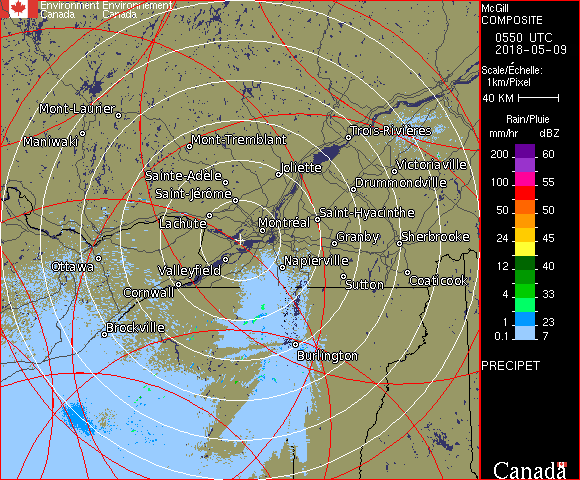 Environment Environnement
Canada Canada
McGill
COMPOSITE
0550 UTC
2018-05-09
Scale/Échelle:
1km/Pixel
40 KM
Rain/Pluie
mm/hr dBZ
200 60
100 55
50 50
24 45
12 40
4 33
1 23
0.1 7
PRECIPET
Canada
Mont-Laurier
Maniwaki
Mont-Tremblant
Trois-Rivières
Joliette
Victoriaville
Sainte-Adèle
Drummondville
Saint-Jérôme
Lachute
Saint-Hyacinthe
Montréal
Granby
Sherbrooke
Ottawa
Valleyfield
Napierville
Cornwall
Sutton
Coaticook
Brockville
Burlington